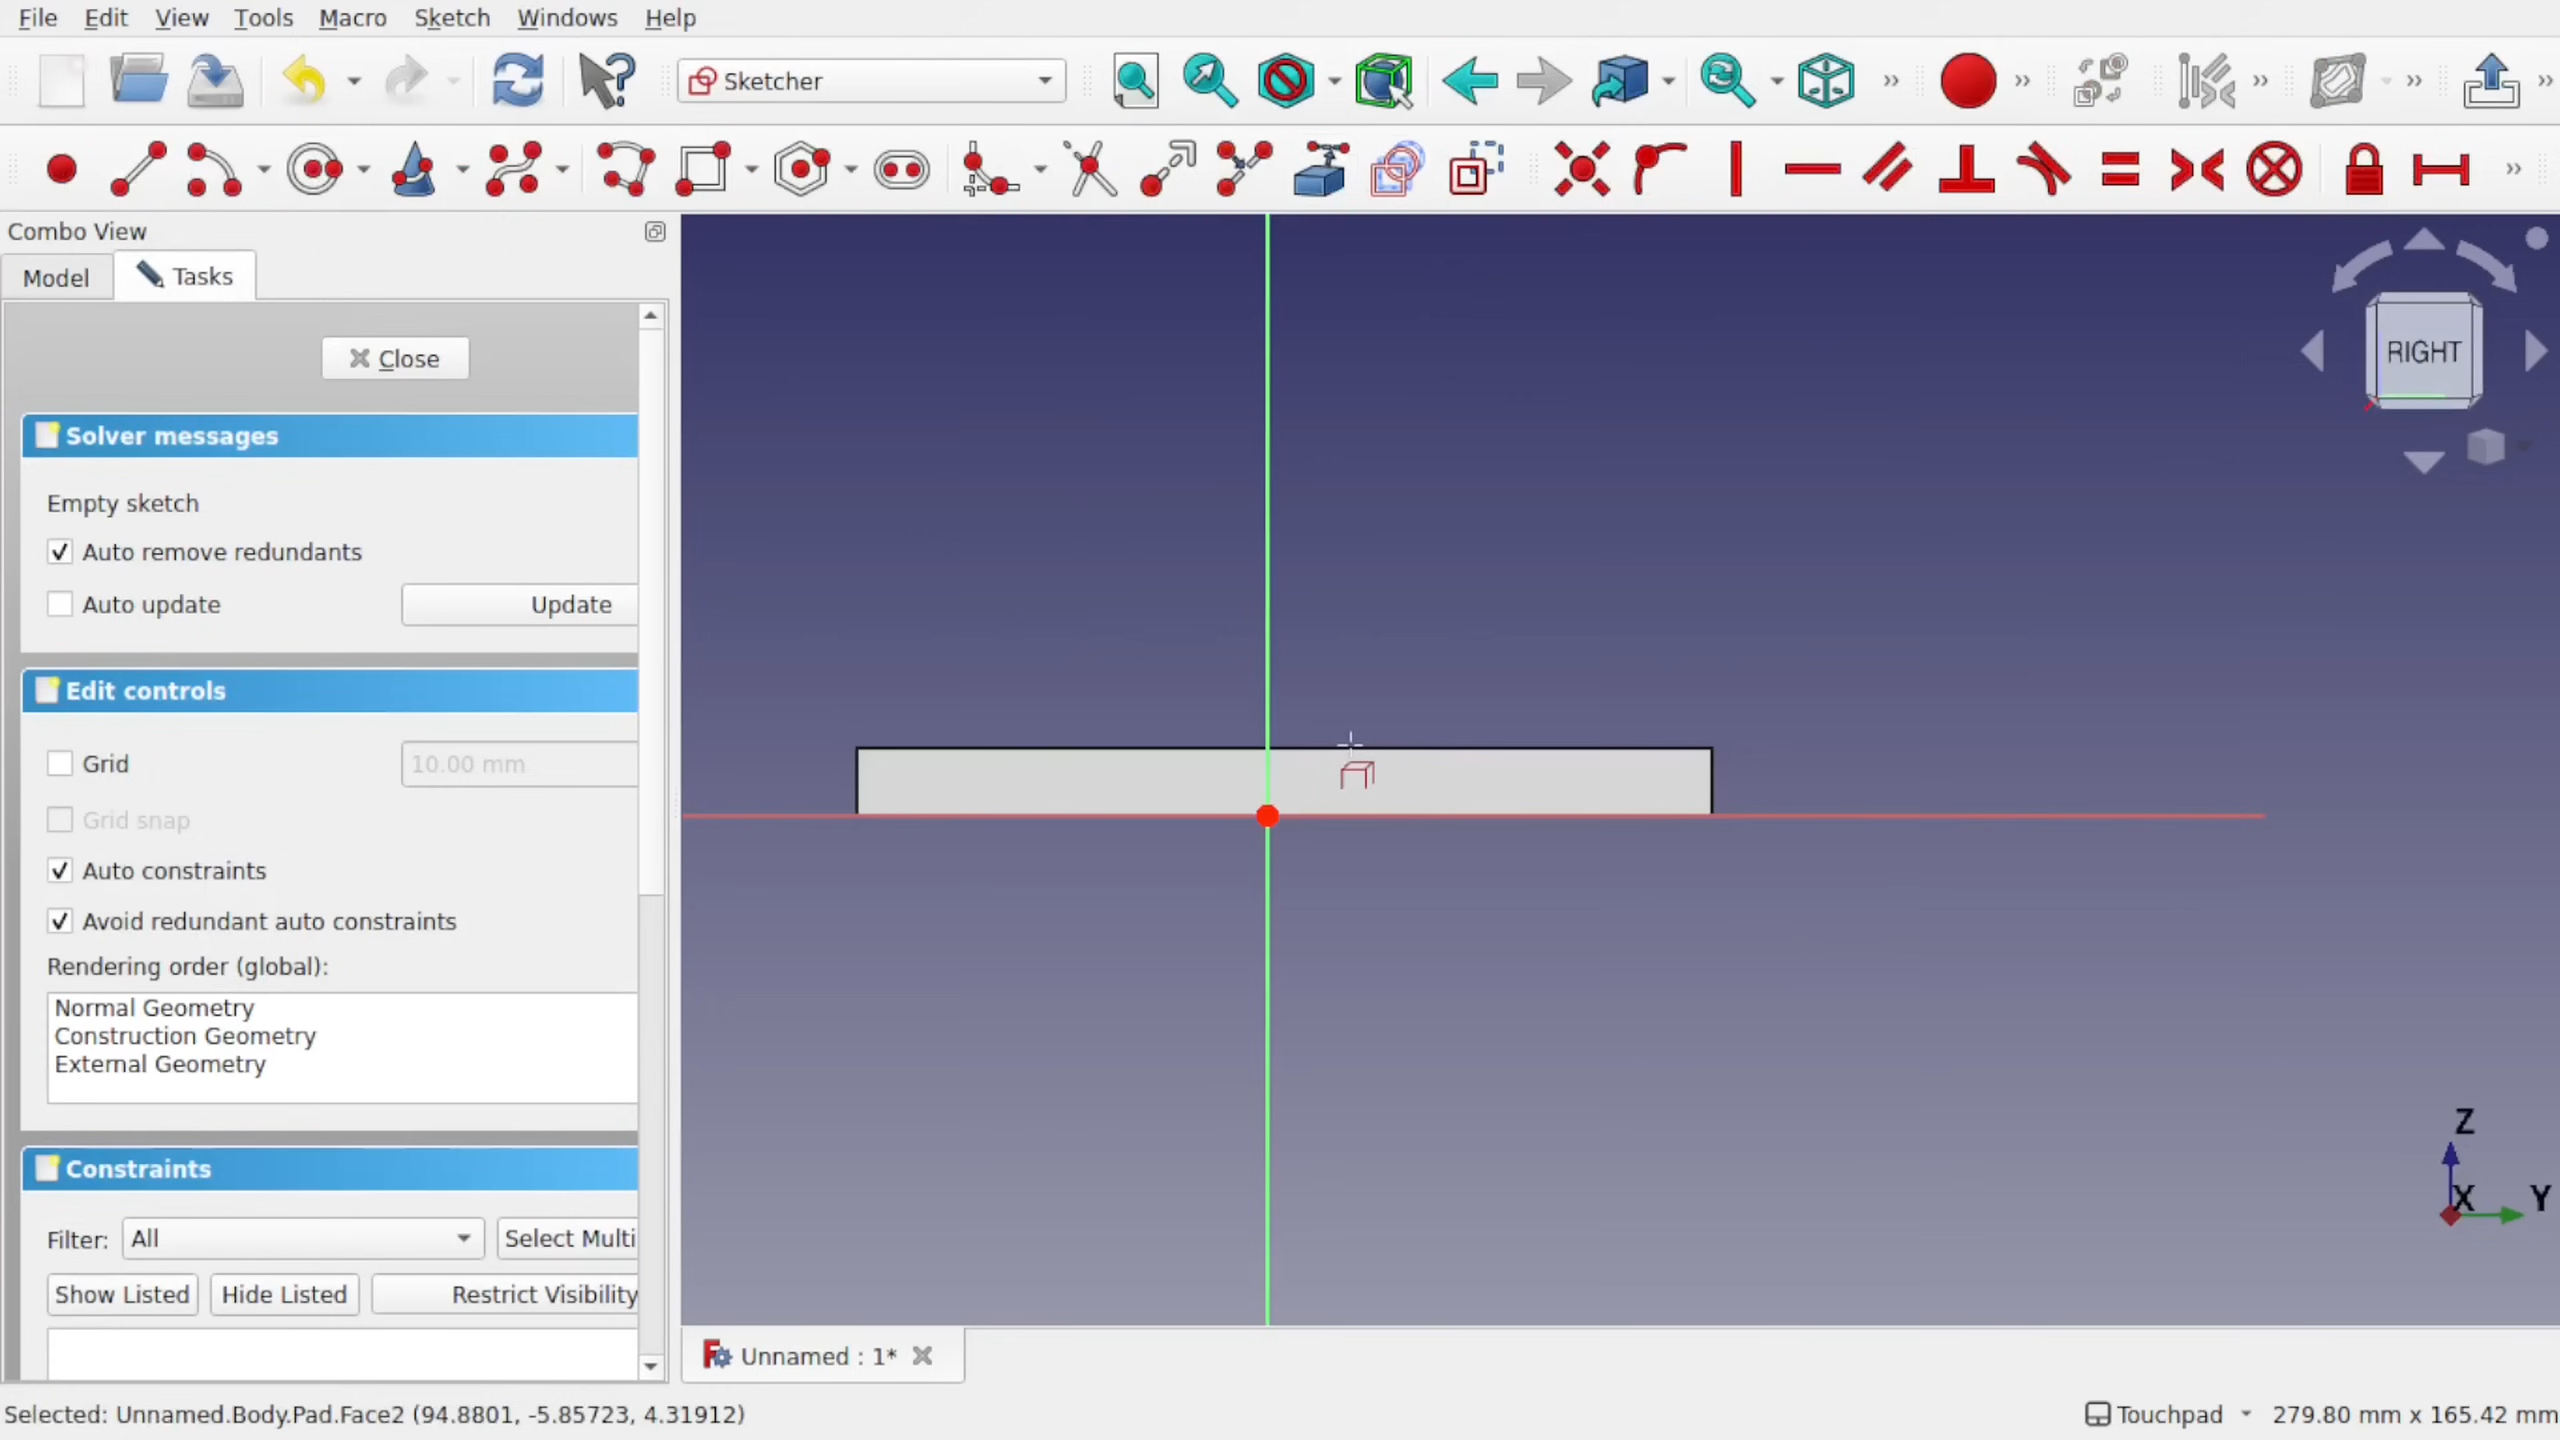 File Edit View Tools Macro Sketch Windows Help
Sketcher
Combo View
Model Tasks
Close
Solver messages
Empty sketch
Auto remove redundants
Auto update Update
Edit controls
Grid 10.00 mm
Grid snap
Auto constraints
Avoid redundant auto constraints
Rendering order (global):
Normal Geometry
Construction Geometry
External Geometry
Constraints
Filter: All Select Multi
Show Listed Hide Listed Restrict Visibility
RIGHT
Z
X Y
Unnamed : 1*
Selected: Unnamed.Body.Pad.Face2 (94.8801, -5.85723, 4.31912)
Touchpad 279.80 mm x 165.42 mm